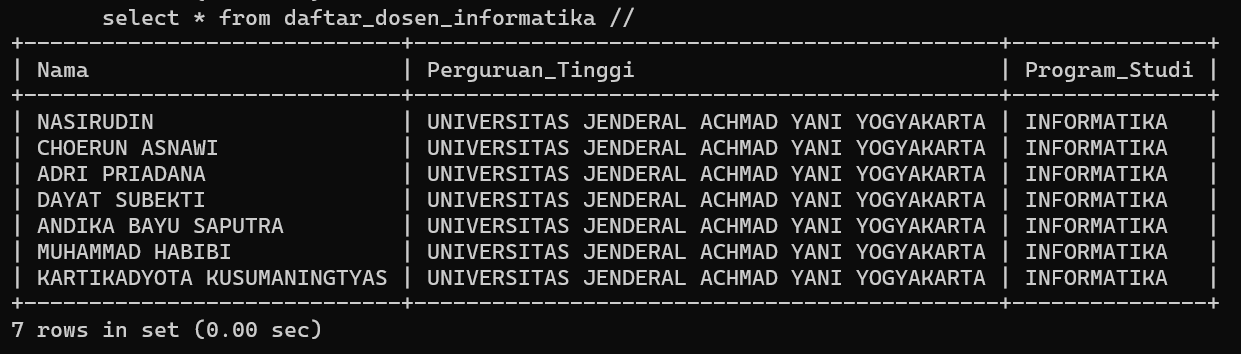 select * from daftar_dosen_informatika //
+-----------------------------+---------------------------------------------+---------------+
| Nama                        | Perguruan_Tinggi                            | Program_Studi |
+-----------------------------+---------------------------------------------+---------------+
| NASIRUDIN                   | UNIVERSITAS JENDERAL ACHMAD YANI YOGYAKARTA | INFORMATIKA   |
| CHOERUN ASNAWI              | UNIVERSITAS JENDERAL ACHMAD YANI YOGYAKARTA | INFORMATIKA   |
| ADRI PRIADANA               | UNIVERSITAS JENDERAL ACHMAD YANI YOGYAKARTA | INFORMATIKA   |
| DAYAT SUBEKTI               | UNIVERSITAS JENDERAL ACHMAD YANI YOGYAKARTA | INFORMATIKA   |
| ANDIKA BAYU SAPUTRA         | UNIVERSITAS JENDERAL ACHMAD YANI YOGYAKARTA | INFORMATIKA   |
| MUHAMMAD HABIBI             | UNIVERSITAS JENDERAL ACHMAD YANI YOGYAKARTA | INFORMATIKA   |
| KARTIKADYOTA KUSUMANINGTYAS | UNIVERSITAS JENDERAL ACHMAD YANI YOGYAKARTA | INFORMATIKA   |
+-----------------------------+---------------------------------------------+---------------+
7 rows in set (0.00 sec)